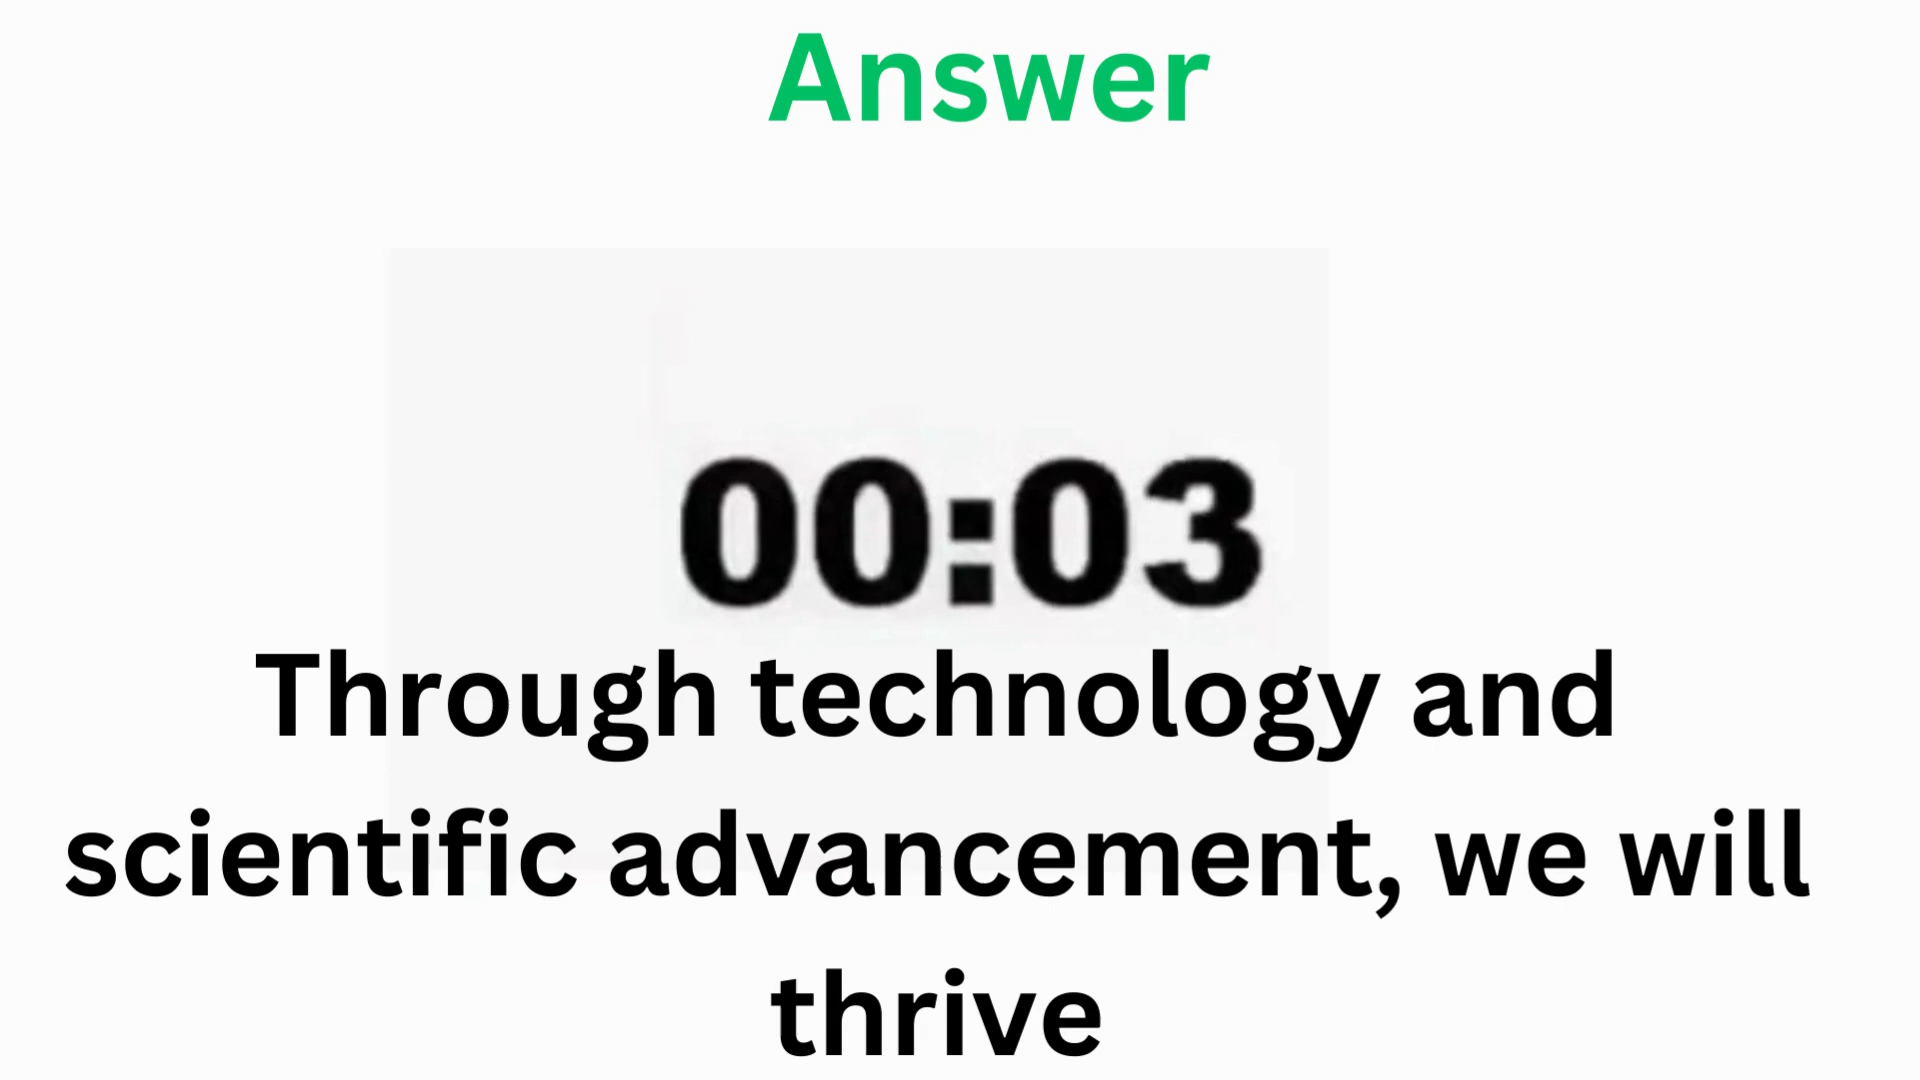 Answer
00:03
Through technology and
scientific advancement, we will
thrive